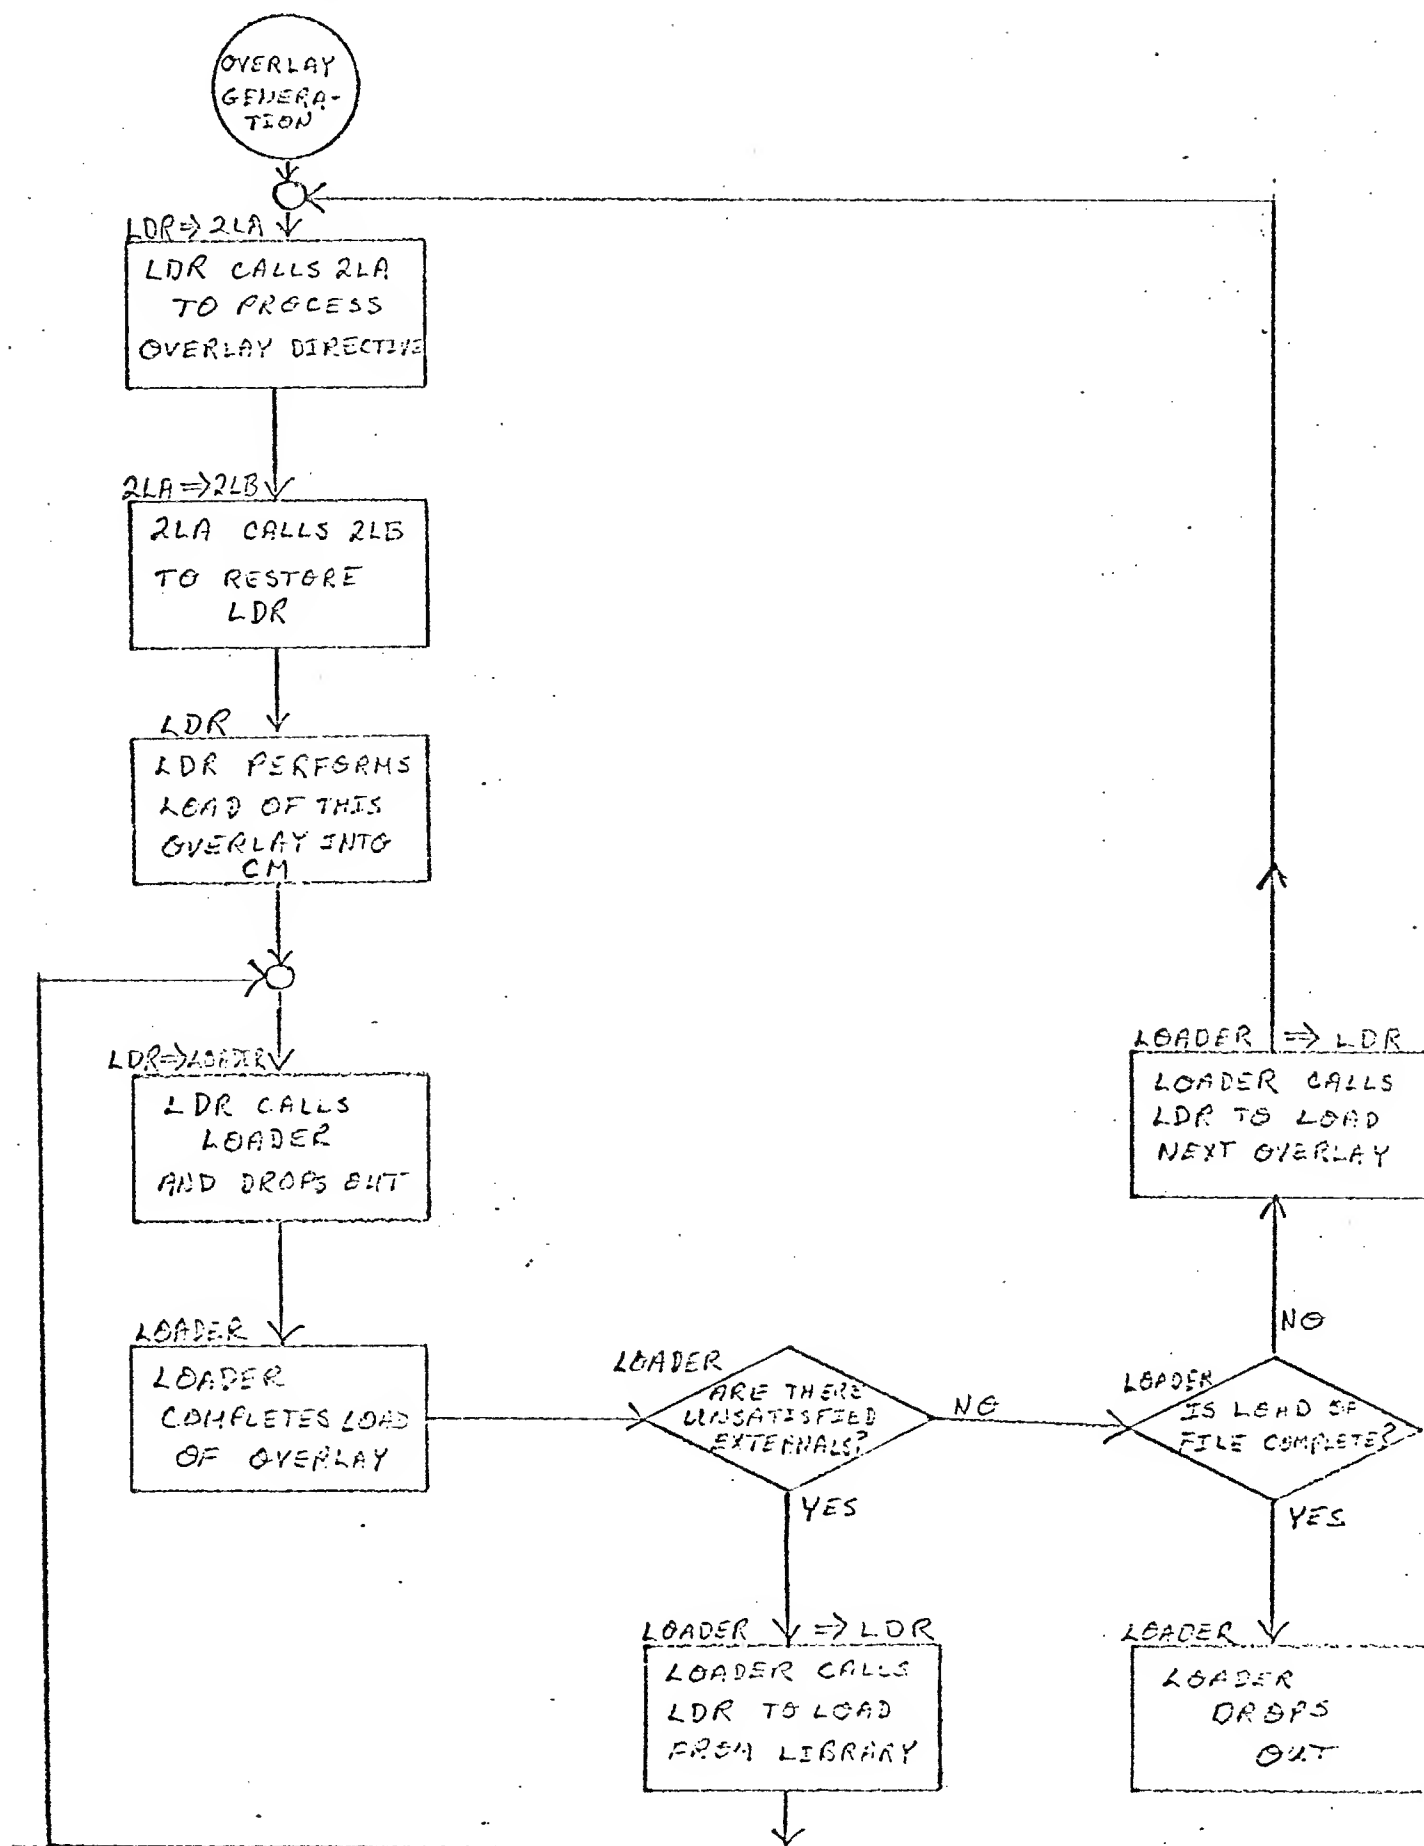 OVERLAY
GENERA-
TION
LDR⇒2LA
LDR CALLS 2LA
TO PROCESS
OVERLAY DIRECTIVE
2LA⇒2LB
2LA CALLS 2LB
TO RESTORE
LDR
LDR
LDR PERFORMS
LOAD OF THIS
OVERLAY INTO
CM
LDR⇒LOADER
LDR CALLS
LOADER
AND DROPS OUT
LOADER
LOADER
COMPLETES LOAD
OF OVERLAY
LOADER
ARE THERE
UNSATISFIED
EXTERNALS?
NO
YES
LOADER ⇒ LDR
LOADER CALLS
LDR TO LOAD
FROM LIBRARY
LOADER
IS LOAD OF
FILE COMPLETE?
NO
LOADER ⇒ LDR
LOADER CALLS
LDR TO LOAD
NEXT OVERLAY
YES
LOADER
LOADER
DROPS
OUT